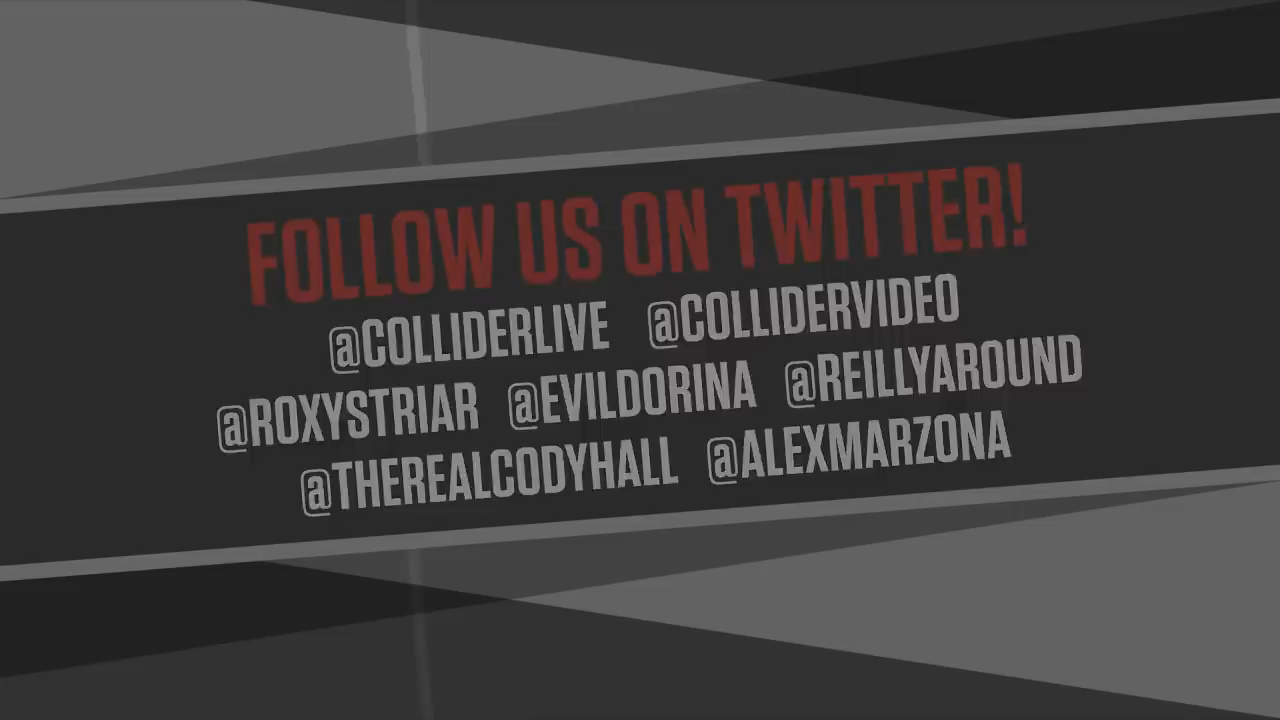 FOLLOW US ON TWITTER!
@COLLIDERLIVE @COLLIDERVIDEO
@ROXYSTRIAR @EVILDORINA @REILLYAROUND
@THEREALCODYHALL @ALEXMARZONA